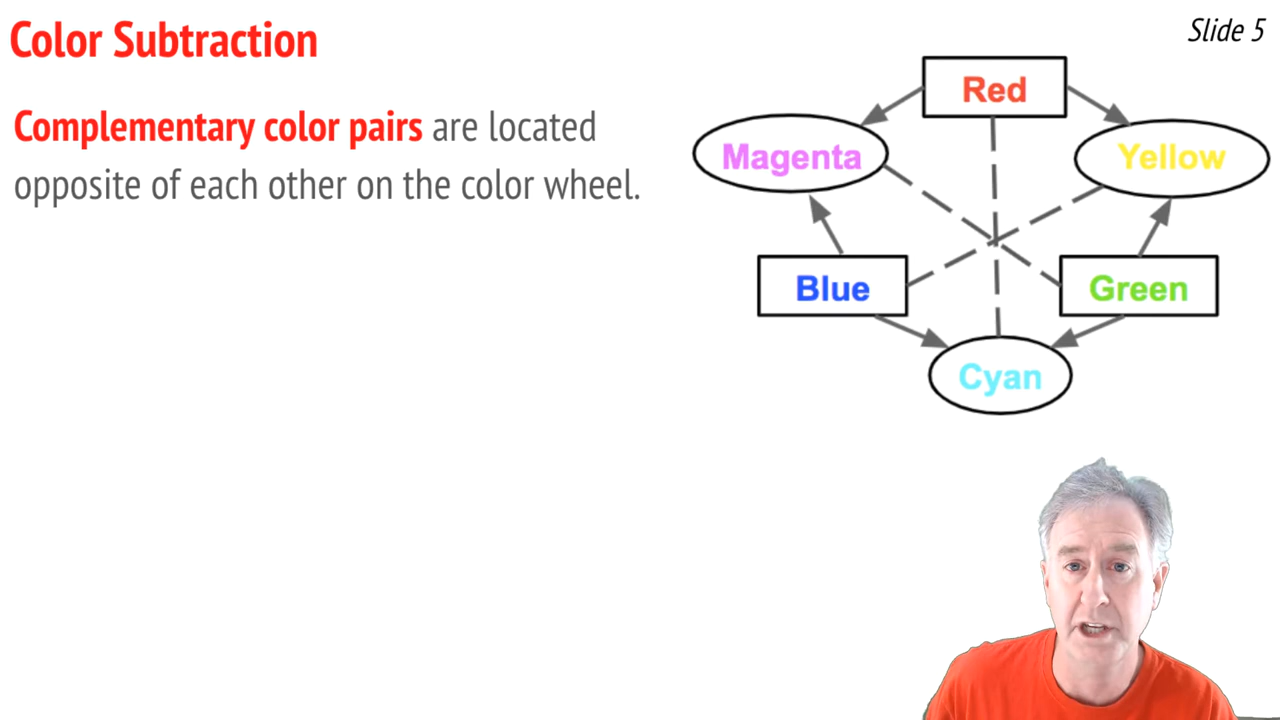 Color Subtraction
Slide 5
Complementary color pairs are located
opposite of each other on the color wheel.
Red
Magenta
Yellow
Blue
Green
Cyan